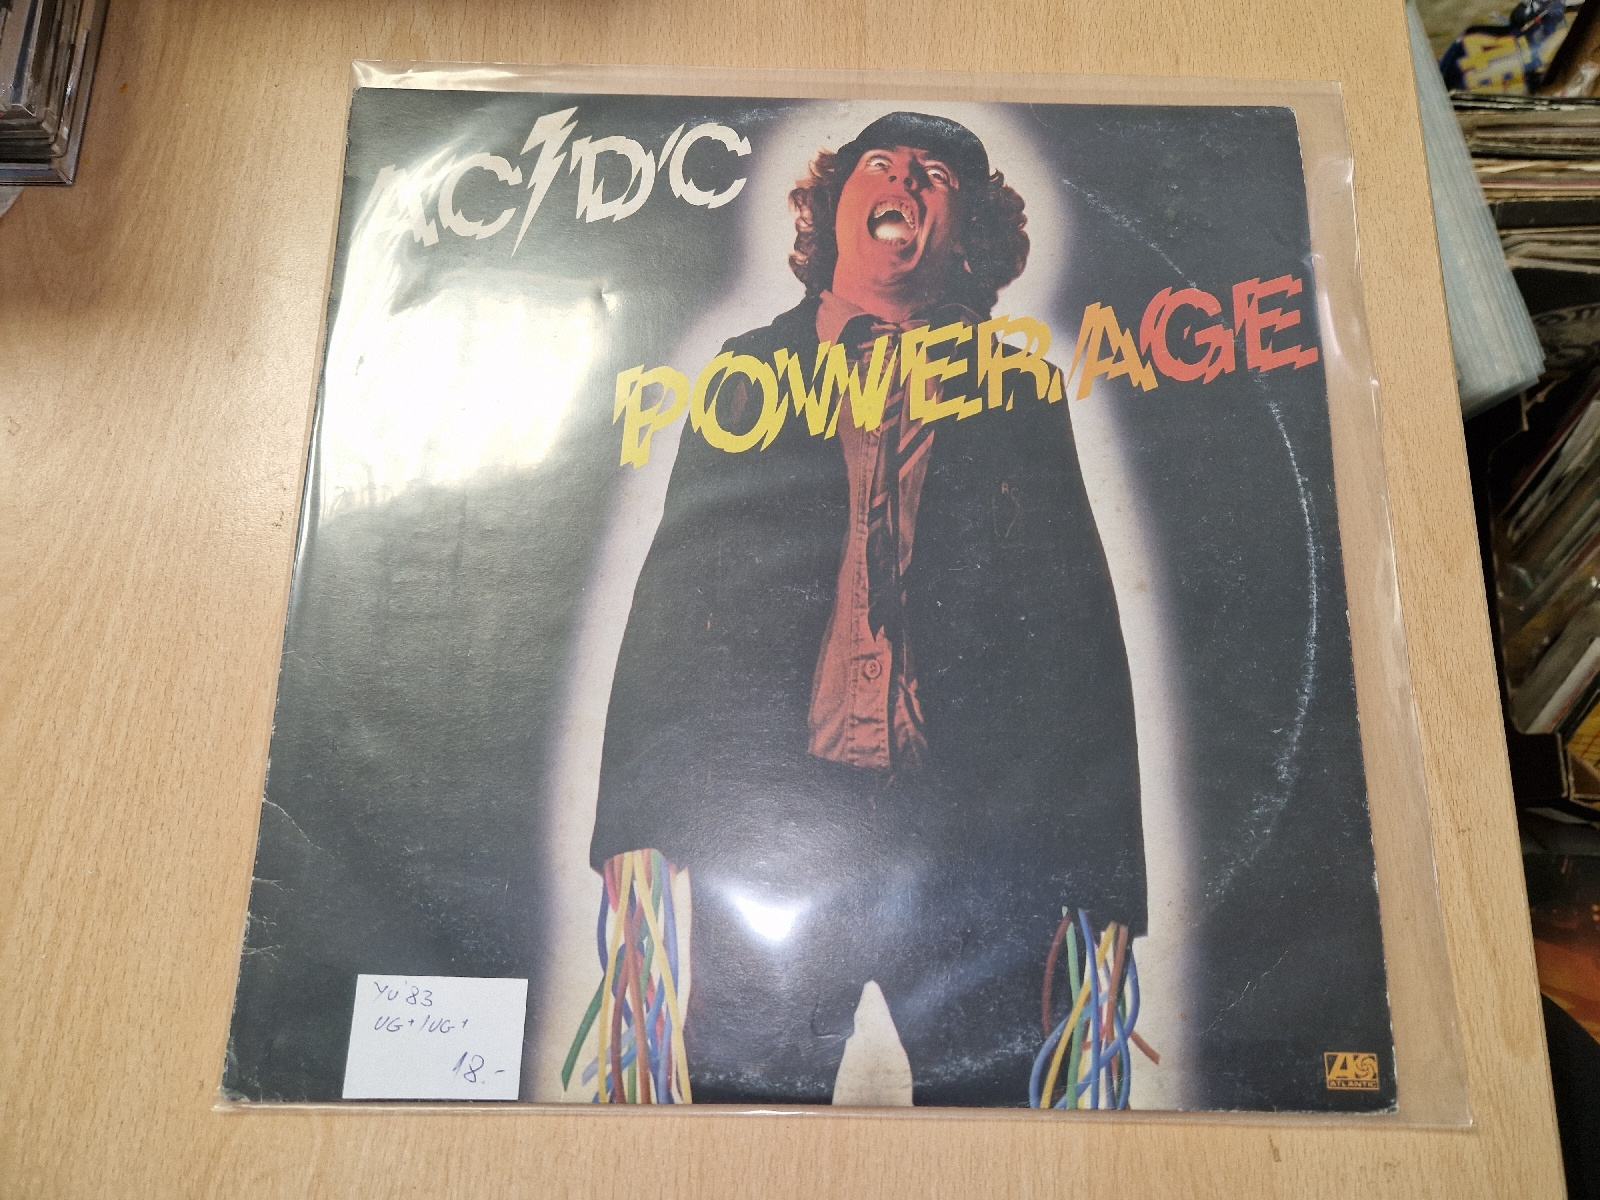 AC/DC
POWERAGE
YU'83
VG+/VG+
18.-
ATLANTIC